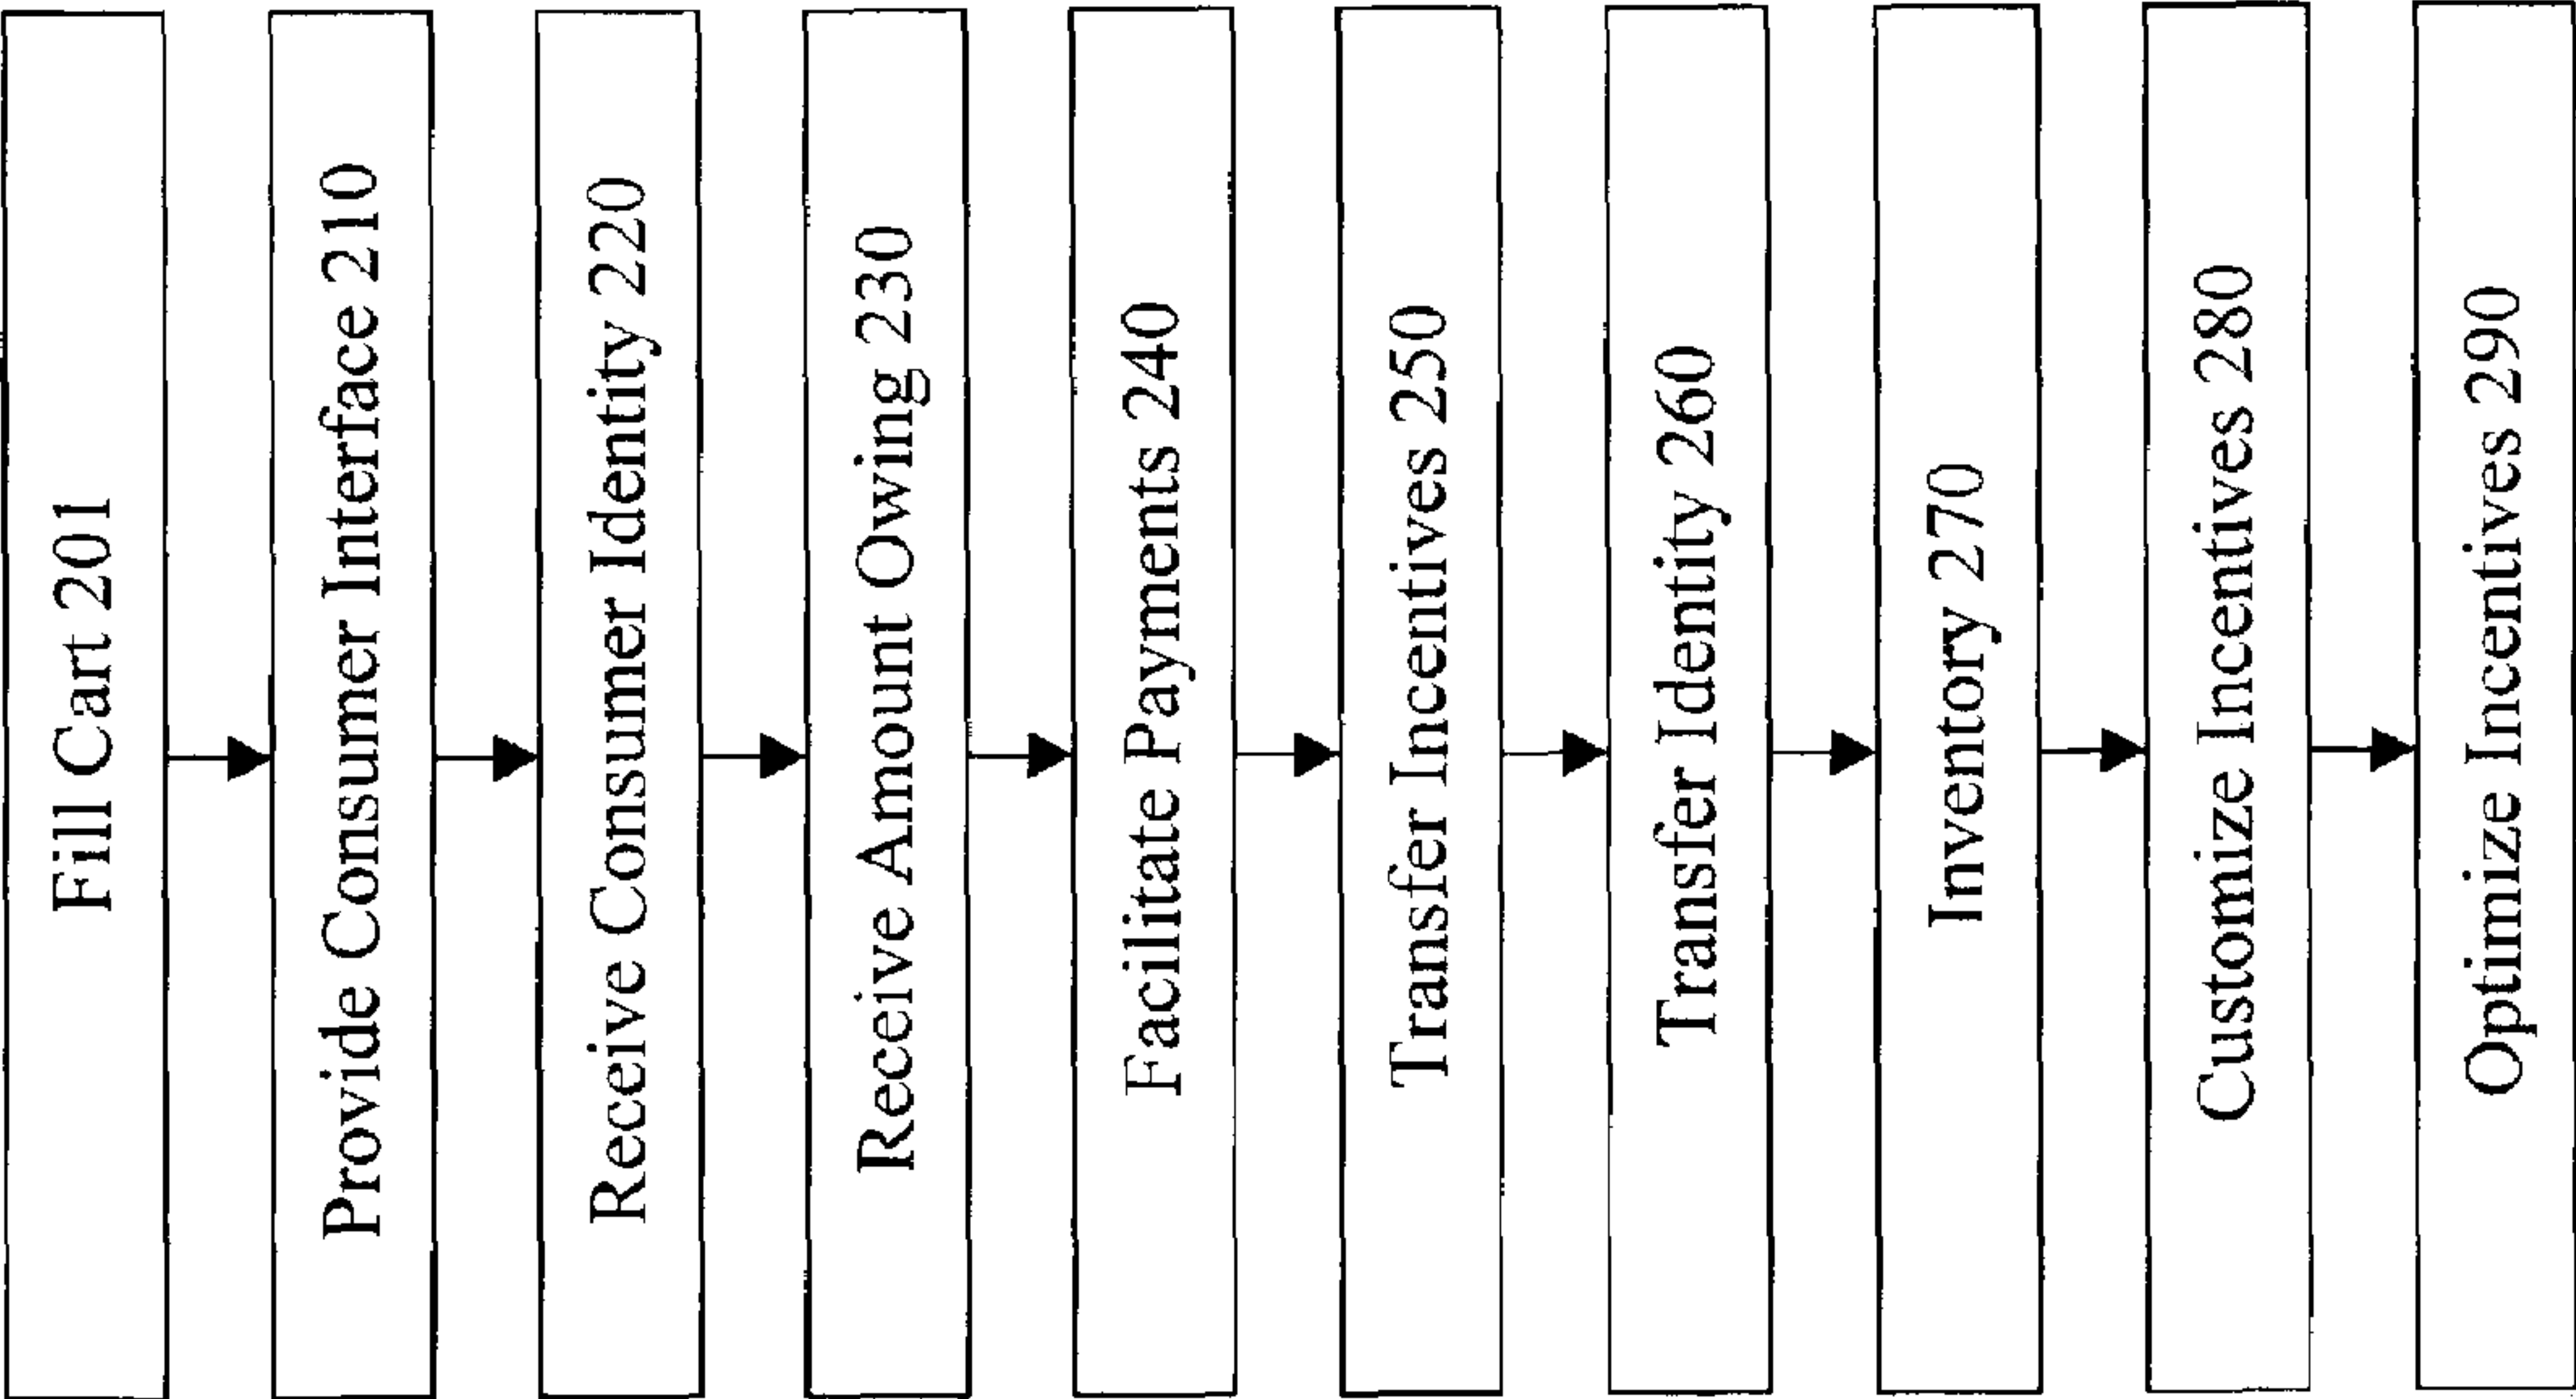 Fill Cart 201
Provide Consumer Interface 210
Receive Consumer Identity 220
Receive Amount Owing 230
Facilitate Payments 240
Transfer Incentives 250
Transfer Identity 260
Inventory 270
Customize Incentives 280
Optimize Incentives 290